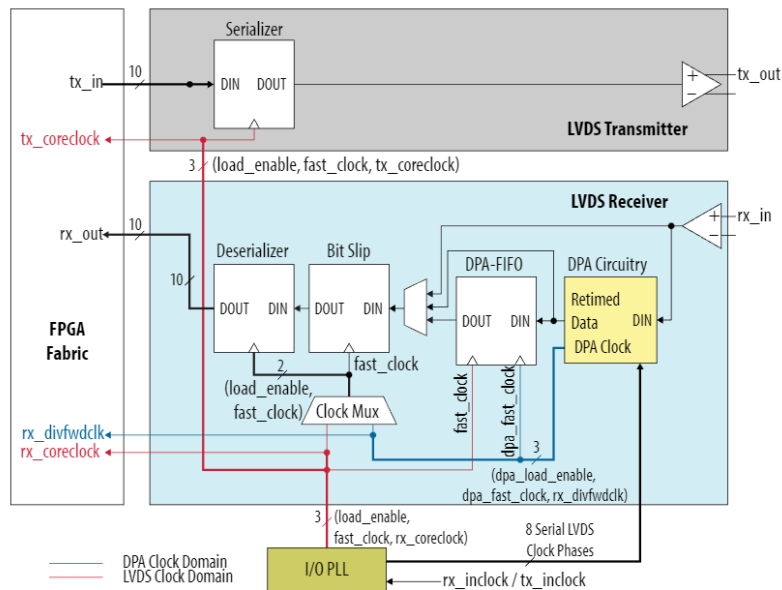 Serializer
tx_in
10
DIN
DOUT
+
−
tx_out
tx_coreclock
LVDS Transmitter
3
(load_enable, fast_clock, tx_coreclock)
LVDS Receiver
10
rx_out
+
−
rx_in
Deserializer
Bit Slip
DPA-FIFO
DPA Circuitry
10
DOUT
DIN
DOUT
DIN
DOUT
DIN
Retimed
Data
DIN
DPA Clock
FPGA
Fabric
2
fast_clock
(load_enable,
fast_clock)
Clock Mux
fast_clock
dpa_fast_clock
rx_divfwdclk
rx_coreclock
3
(dpa_load_enable,
dpa_fast_clock, rx_divfwdclk)
3
(load_enable,
fast_clock, rx_coreclock)
8 Serial LVDS
Clock Phases
DPA Clock Domain
LVDS Clock Domain
I/O PLL
rx_inclock / tx_inclock